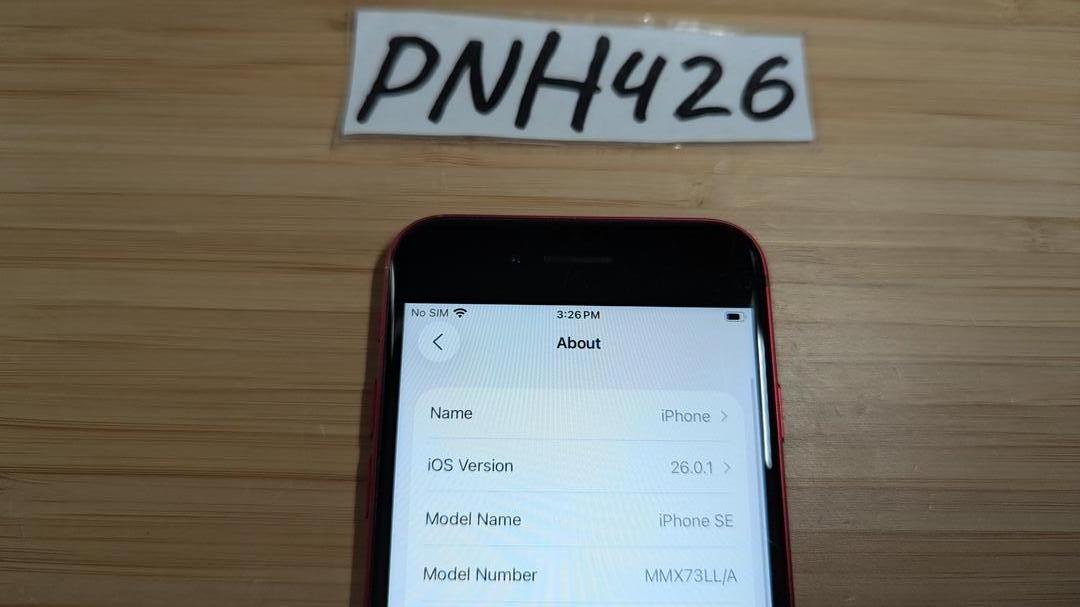 PNH426
No SIM 3:26 PM
About
Name iPhone
iOS Version 26.0.1
Model Name iPhone SE
Model Number MMX73LL/A